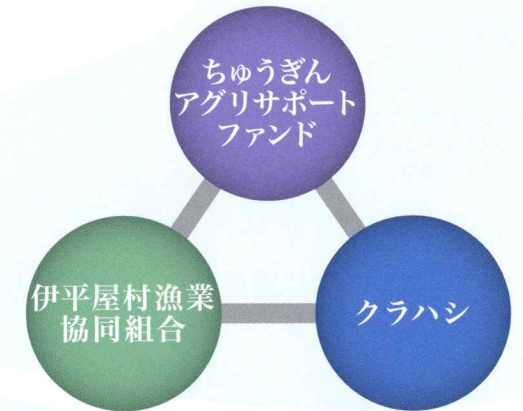 ちゅうぎん
アグリサポート
ファンド
伊平屋村漁業
協同組合
クラハシ